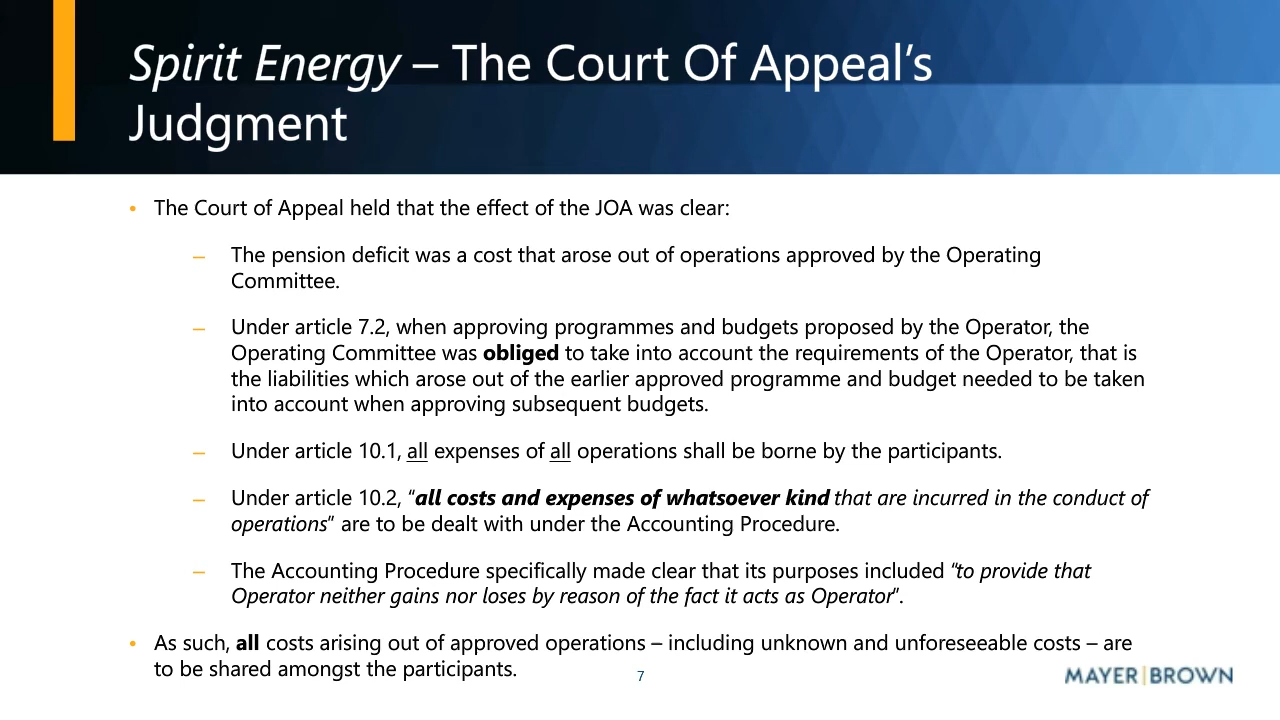 Spirit Energy – The Court Of Appeal’s
Judgment
• The Court of Appeal held that the effect of the JOA was clear:
– The pension deficit was a cost that arose out of operations approved by the Operating
Committee.
– Under article 7.2, when approving programmes and budgets proposed by the Operator, the
Operating Committee was obliged to take into account the requirements of the Operator, that is
the liabilities which arose out of the earlier approved programme and budget needed to be taken
into account when approving subsequent budgets.
– Under article 10.1, all expenses of all operations shall be borne by the participants.
– Under article 10.2, “all costs and expenses of whatsoever kind that are incurred in the conduct of
operations” are to be dealt with under the Accounting Procedure.
– The Accounting Procedure specifically made clear that its purposes included “to provide that
Operator neither gains nor loses by reason of the fact it acts as Operator”.
• As such, all costs arising out of approved operations – including unknown and unforeseeable costs – are
to be shared amongst the participants.
7
MAYER|BROWN